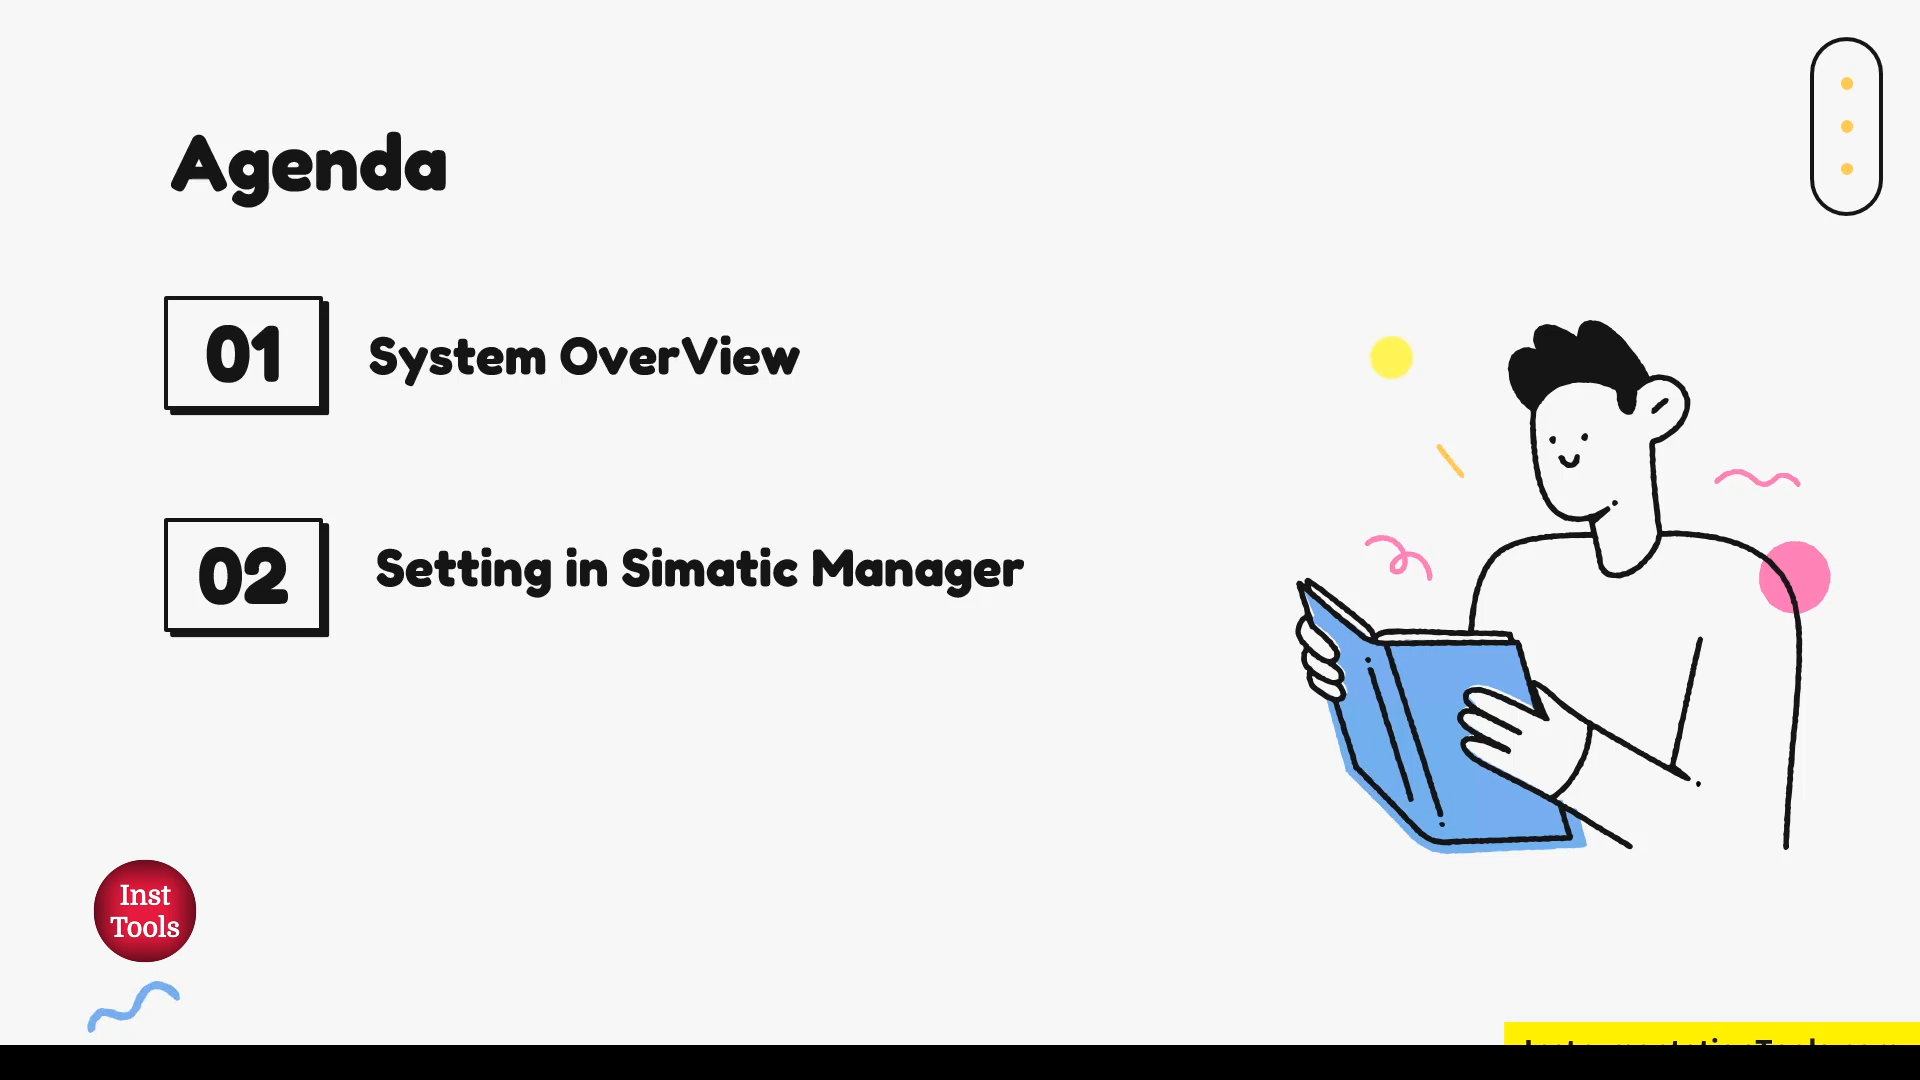 Agenda
01
System OverView
02
Setting in Simatic Manager
Inst
Tools